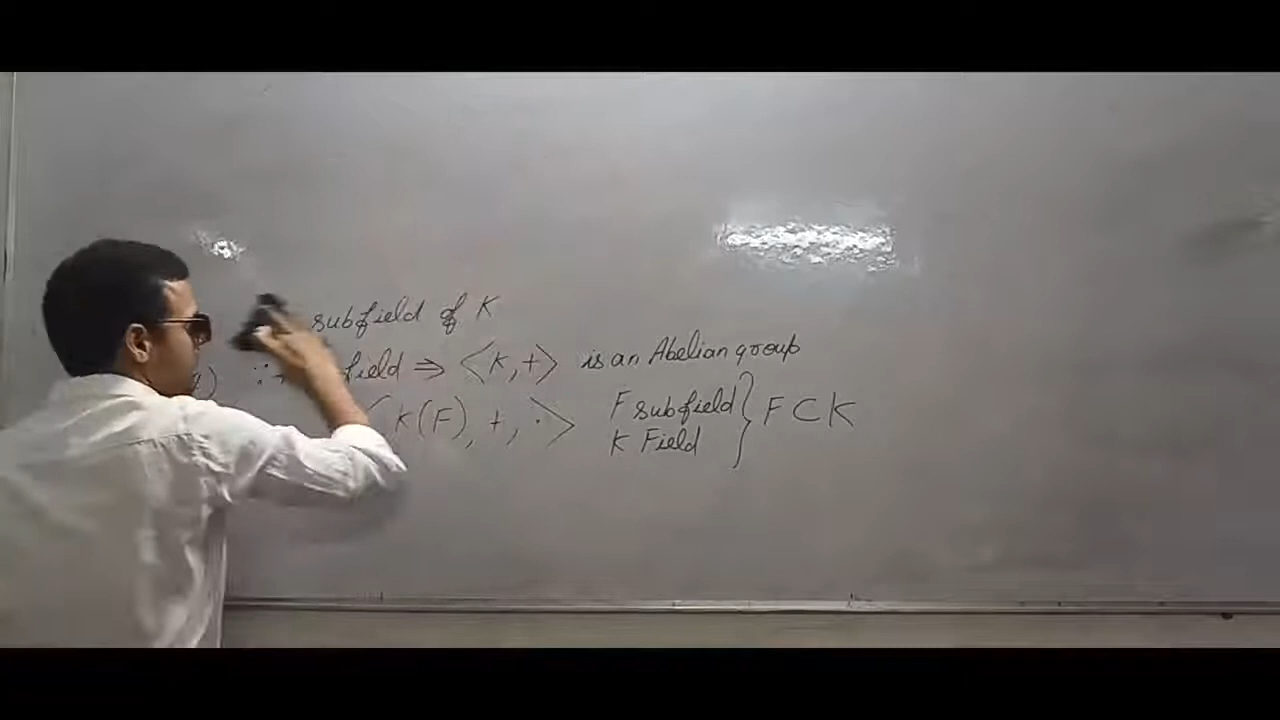 subfield of K
a) ∵ field ⇒ <K, +> is an Abelian group
<K(F), +, ·> F subfield } F ⊂ K
K Field